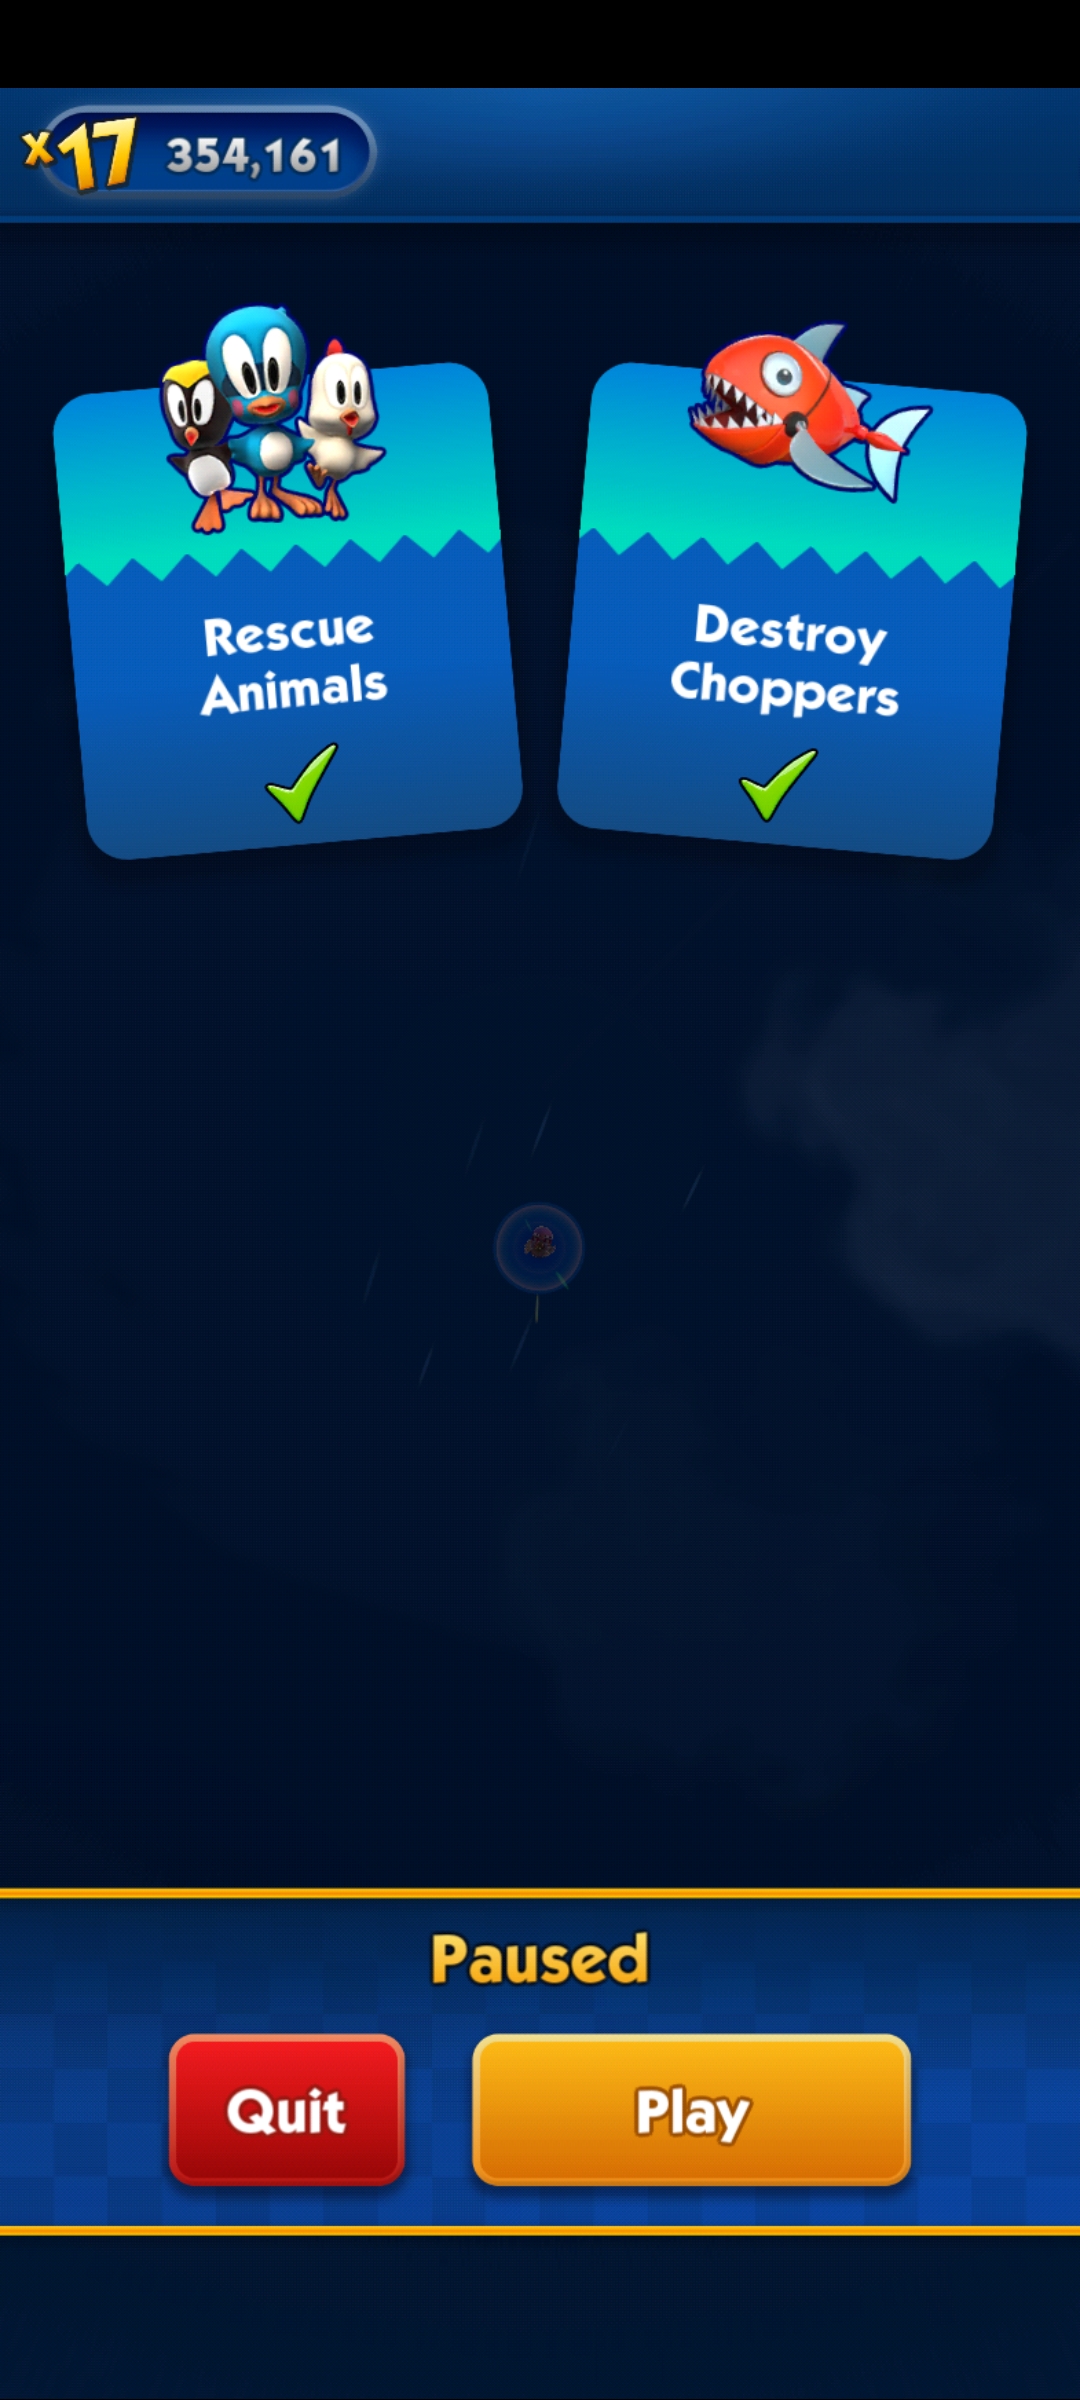 x17 354,161
Rescue
Animals
Destroy
Choppers
Paused
Quit
Play